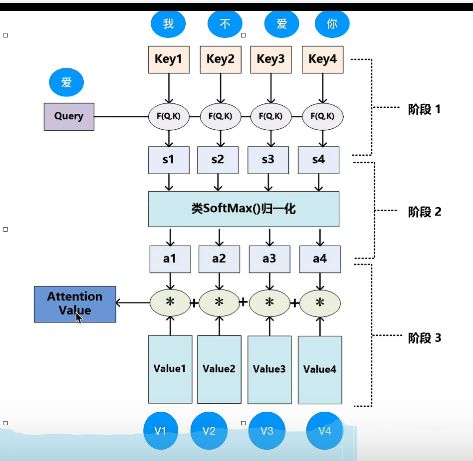 我 不 爱 你
Key1 Key2 Key3 Key4
爱
Query F(Q,K) F(Q,K) F(Q,K) F(Q,K)
阶段 1
s1 s2 s3 s4
类SoftMax()归一化
阶段 2
a1 a2 a3 a4
Attention
Value
* + * + * + *
阶段 3
Value1 Value2 Value3 Value4
V1 V2 V3 V4